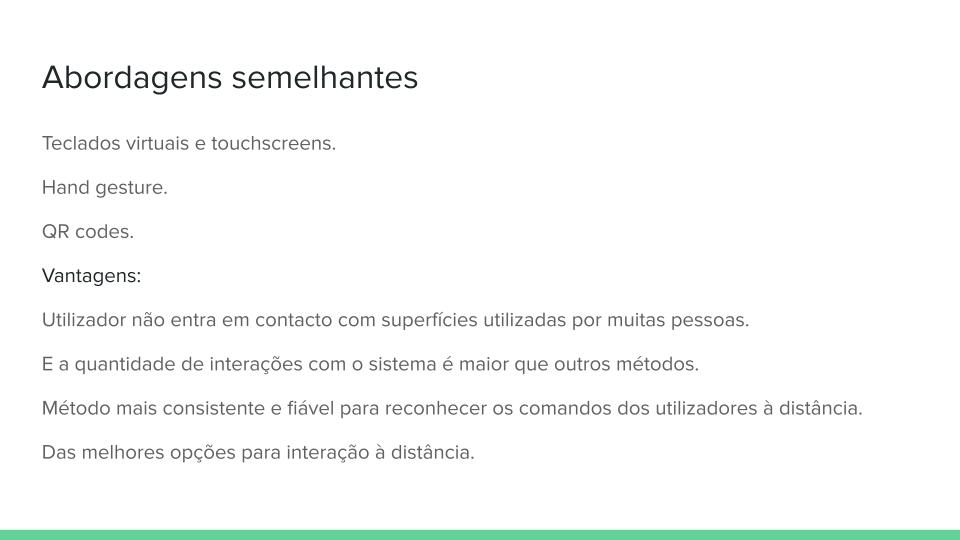 Abordagens semelhantes
Teclados virtuais e touchscreens.
Hand gesture.
QR codes.
Vantagens:
Utilizador não entra em contacto com superfícies utilizadas por muitas pessoas.
E a quantidade de interações com o sistema é maior que outros métodos.
Método mais consistente e fiável para reconhecer os comandos dos utilizadores à distância.
Das melhores opções para interação à distância.